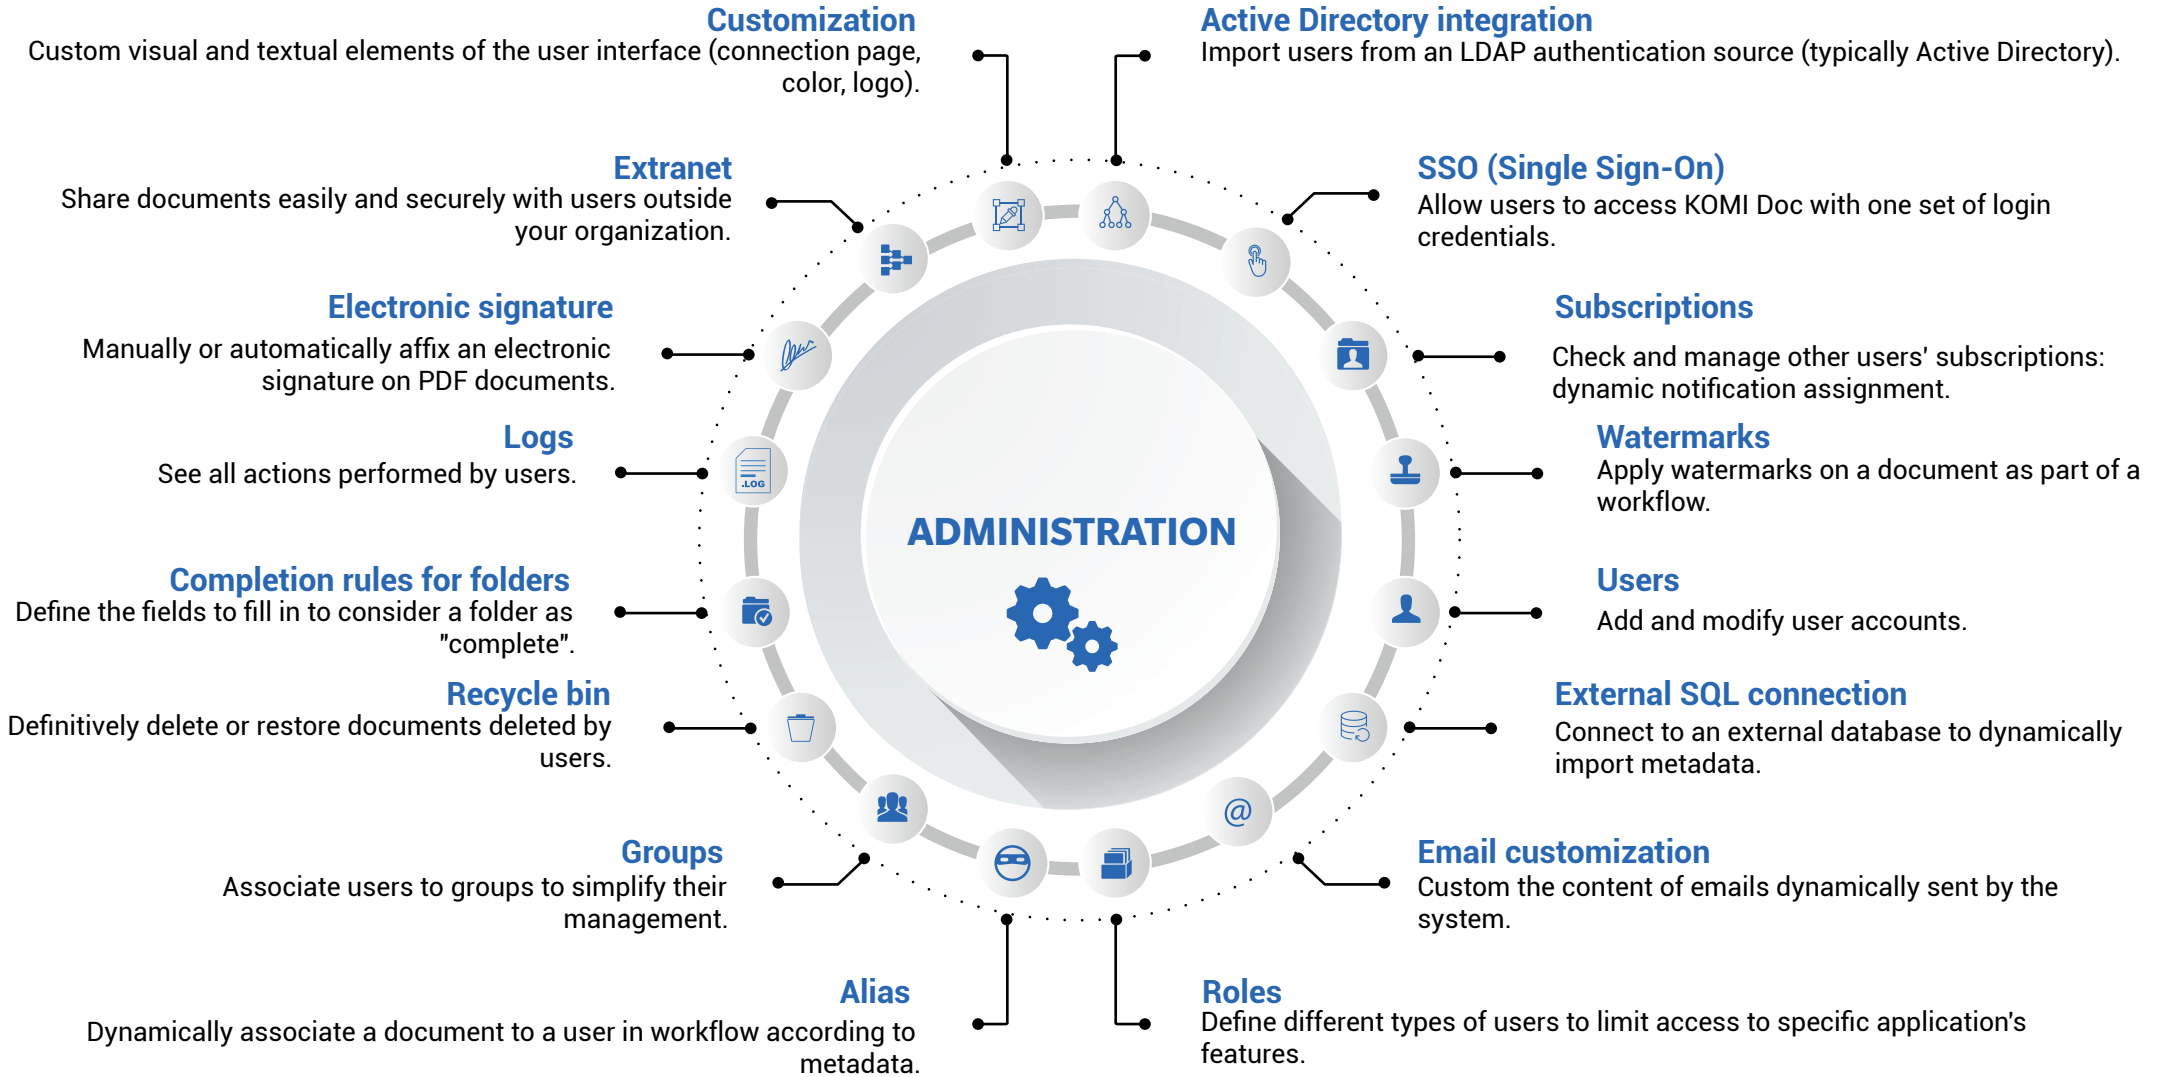 Customization
Custom visual and textual elements of the user interface (connection page,
color, logo).
Active Directory integration
Import users from an LDAP authentication source (typically Active Directory).
Extranet
Share documents easily and securely with users outside
your organization.
SSO (Single Sign-On)
Allow users to access KOMI Doc with one set of login
credentials.
Electronic signature
Manually or automatically affix an electronic
signature on PDF documents.
Subscriptions
Check and manage other users' subscriptions:
dynamic notification assignment.
Logs
See all actions performed by users.
.LOG
Watermarks
Apply watermarks on a document as part of a
workflow.
ADMINISTRATION
Completion rules for folders
Define the fields to fill in to consider a folder as
"complete".
Users
Add and modify user accounts.
Recycle bin
Definitively delete or restore documents deleted by
users.
External SQL connection
Connect to an external database to dynamically
import metadata.
@
Groups
Associate users to groups to simplify their
management.
Email customization
Custom the content of emails dynamically sent by the
system.
Alias
Dynamically associate a document to a user in workflow according to
metadata.
Roles
Define different types of users to limit access to specific application's
features.